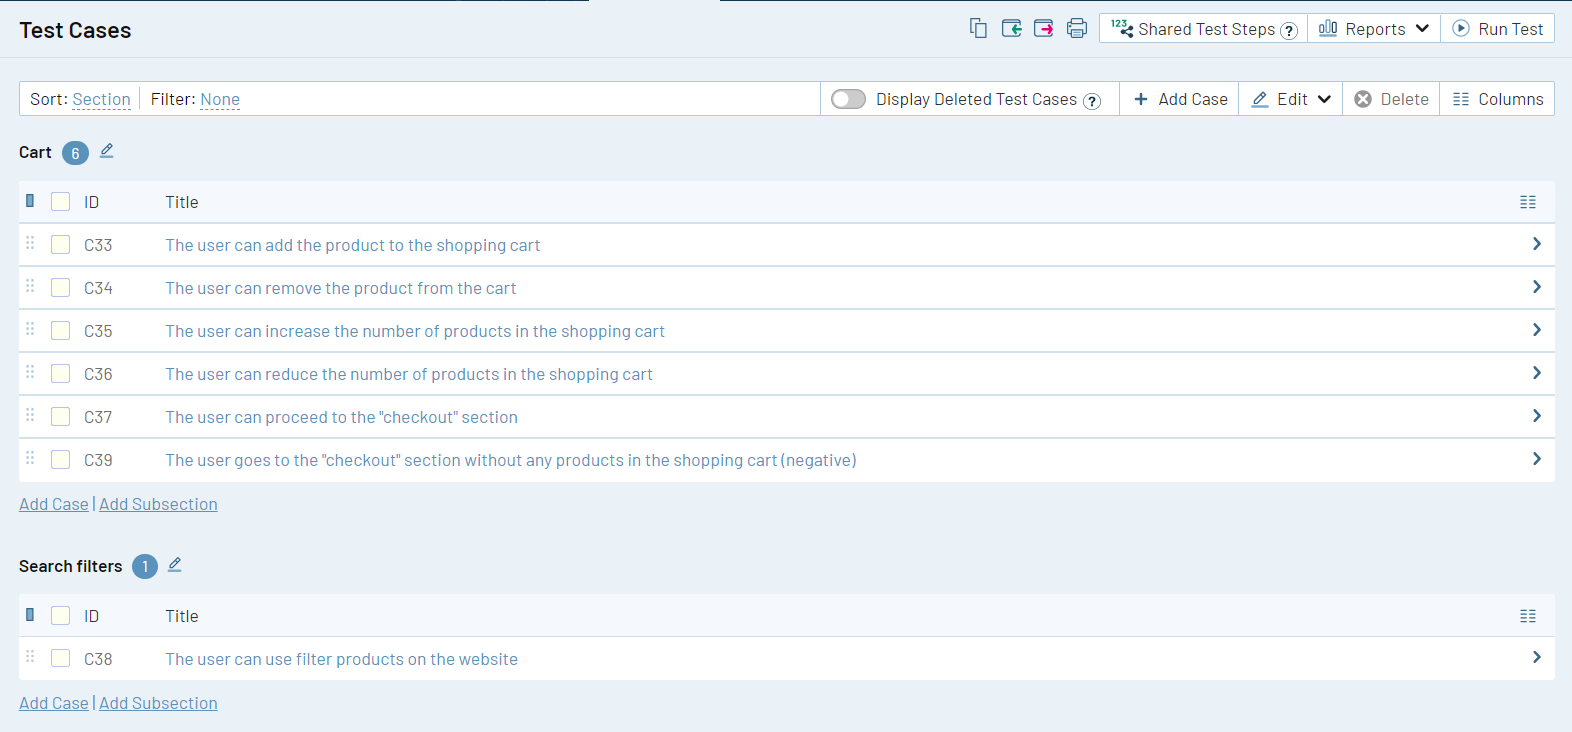 Test Cases
123 Shared Test Steps ? Reports Run Test
Sort: Section Filter: None Display Deleted Test Cases ? + Add Case Edit Delete Columns
Cart 6
ID Title
C33 The user can add the product to the shopping cart
C34 The user can remove the product from the cart
C35 The user can increase the number of products in the shopping cart
C36 The user can reduce the number of products in the shopping cart
C37 The user can proceed to the "checkout" section
C39 The user goes to the "checkout" section without any products in the shopping cart (negative)
Add Case | Add Subsection
Search filters 1
ID Title
C38 The user can use filter products on the website
Add Case | Add Subsection